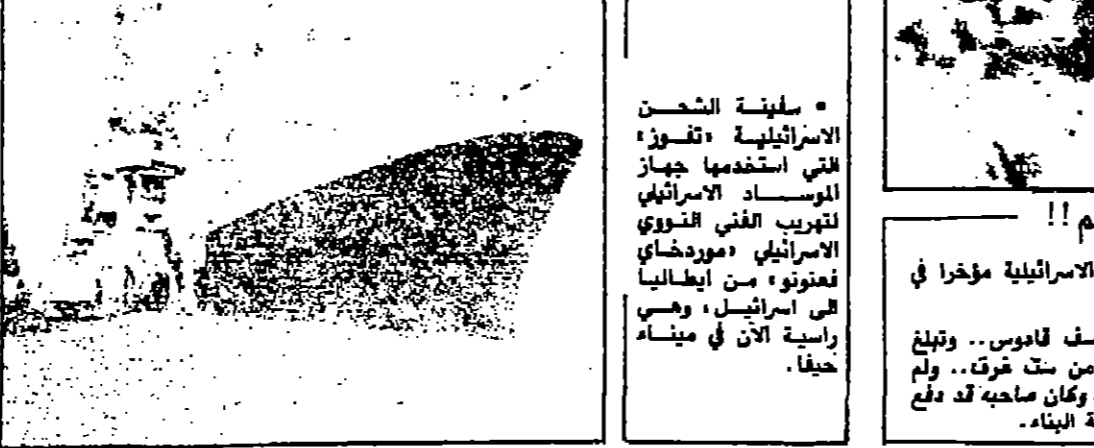 ▪ سفينة الشحن
الاسرائيلية «تفوز»
التي استخدمها جهاز
الموساد الاسرائيلي
لتهريب الفني النووي
الاسرائيلي «موردخاي
فعنونو» من ايطاليا
الى اسرائيل، وهي
راسية الآن في ميناء
حيفا.
م!!
الاسرائيلية مؤخرا في
سف قادوس.. وتبلغ
من ست غرف.. ولم
وكان صاحبه قد دفع
ة البناء.